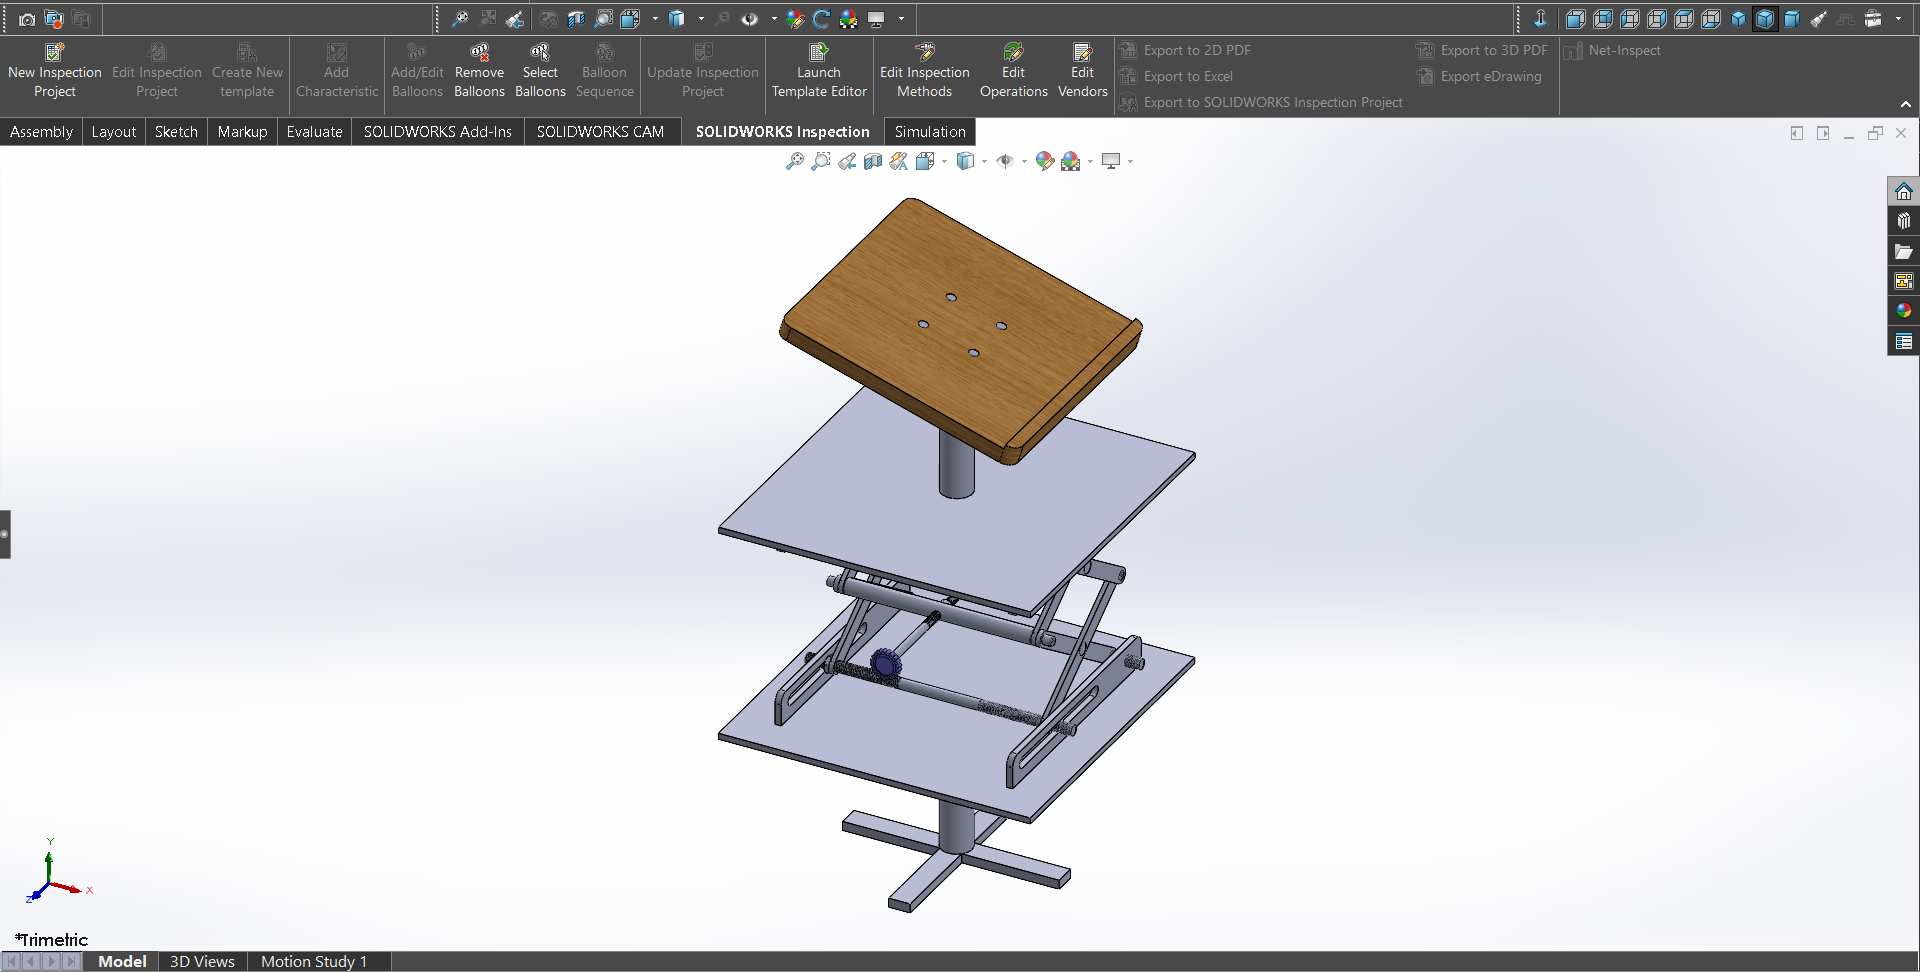 New Inspection
Project
Edit Inspection
Project
Create New
template
Add
Characteristic
Add/Edit
Balloons
Remove
Balloons
Select
Balloons
Balloon
Sequence
Update Inspection
Project
Launch
Template Editor
Edit Inspection
Methods
Edit
Operations
Edit
Vendors
Export to 2D PDF
Export to Excel
Export to SOLIDWORKS Inspection Project
Export to 3D PDF
Export eDrawing
Net-Inspect
Assembly
Layout
Sketch
Markup
Evaluate
SOLIDWORKS Add-Ins
SOLIDWORKS CAM
SOLIDWORKS Inspection
Simulation
Y
X
Z
*Trimetric
Model
3D Views
Motion Study 1